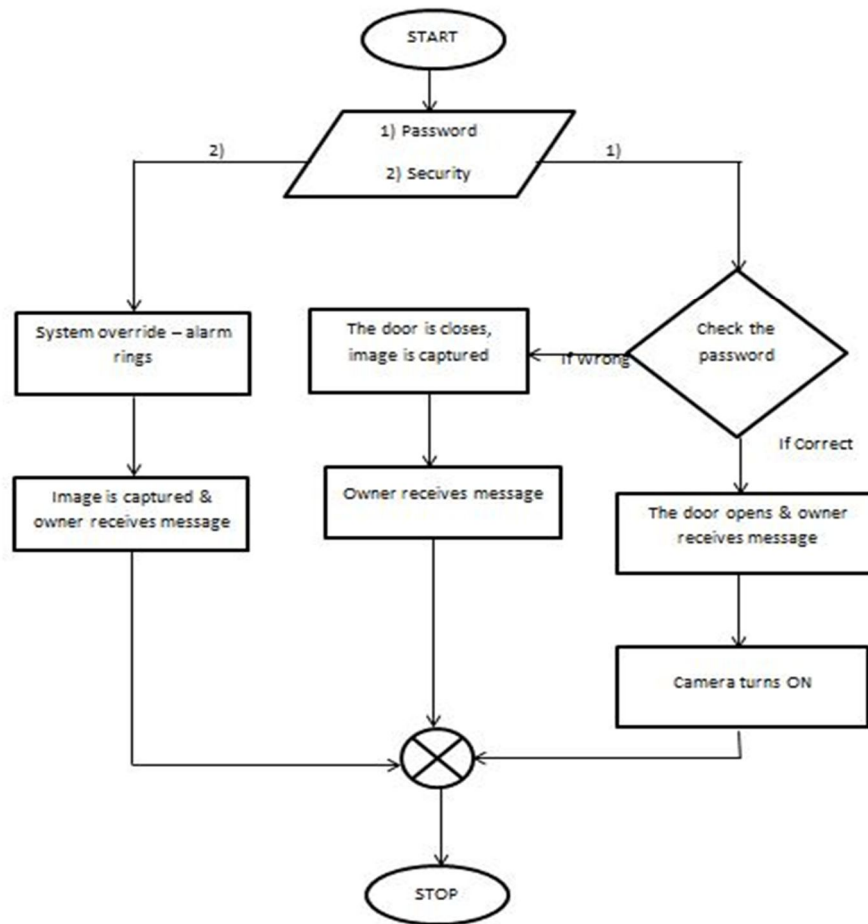 START
1) Password
2) Security
2)
1)
System override – alarm
rings
The door is closes,
image is captured
Check the
password
If Wrong
If Correct
Image is captured &
owner receives message
Owner receives message
The door opens & owner
receives message
Camera turns ON
STOP